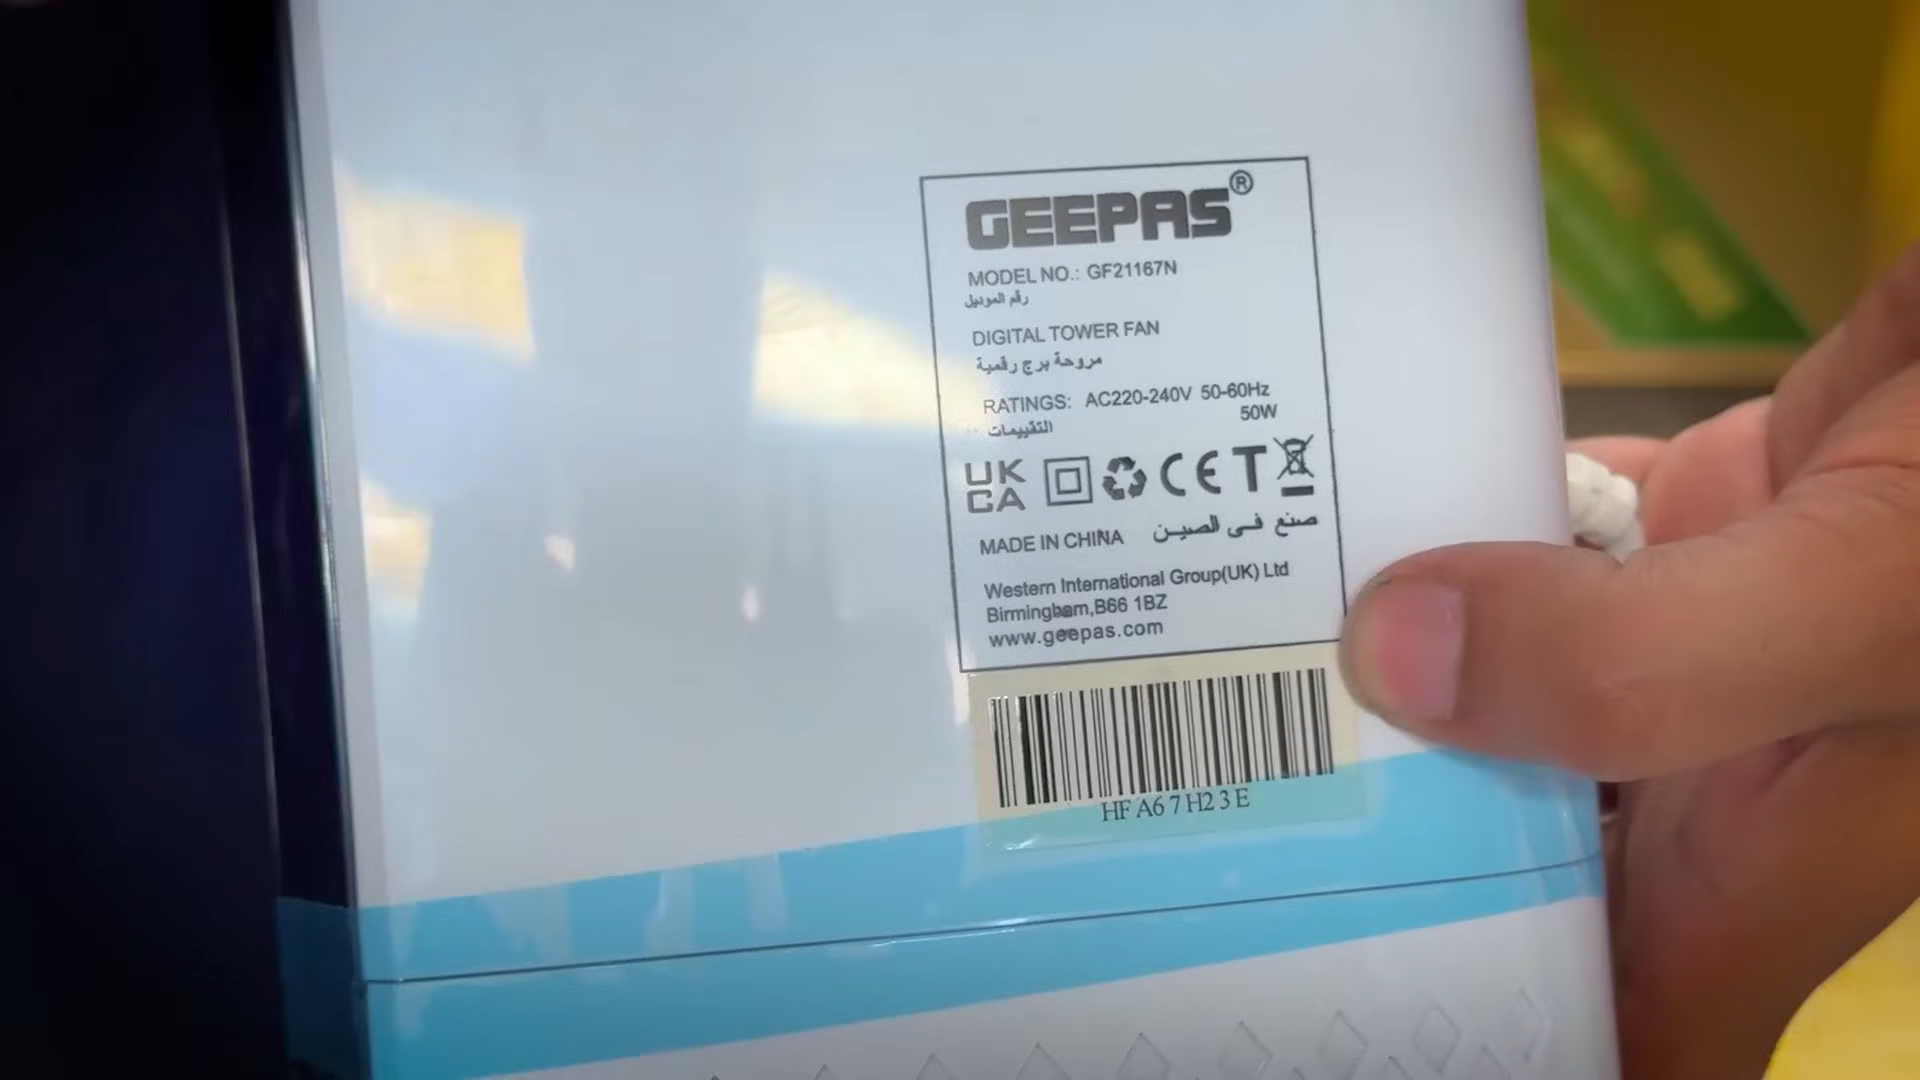 GEEPAS®
MODEL NO.: GF21167N
رقم الموديل
DIGITAL TOWER FAN
مروحة برج رقمية
RATINGS: AC220-240V 50-60Hz
50W
التقييمات
UK
CA
CE T
MADE IN CHINA صنع في الصين
Western International Group(UK) Ltd
Birmingham,B66 1BZ
www.geepas.com
HF A6 7 H2 3 E